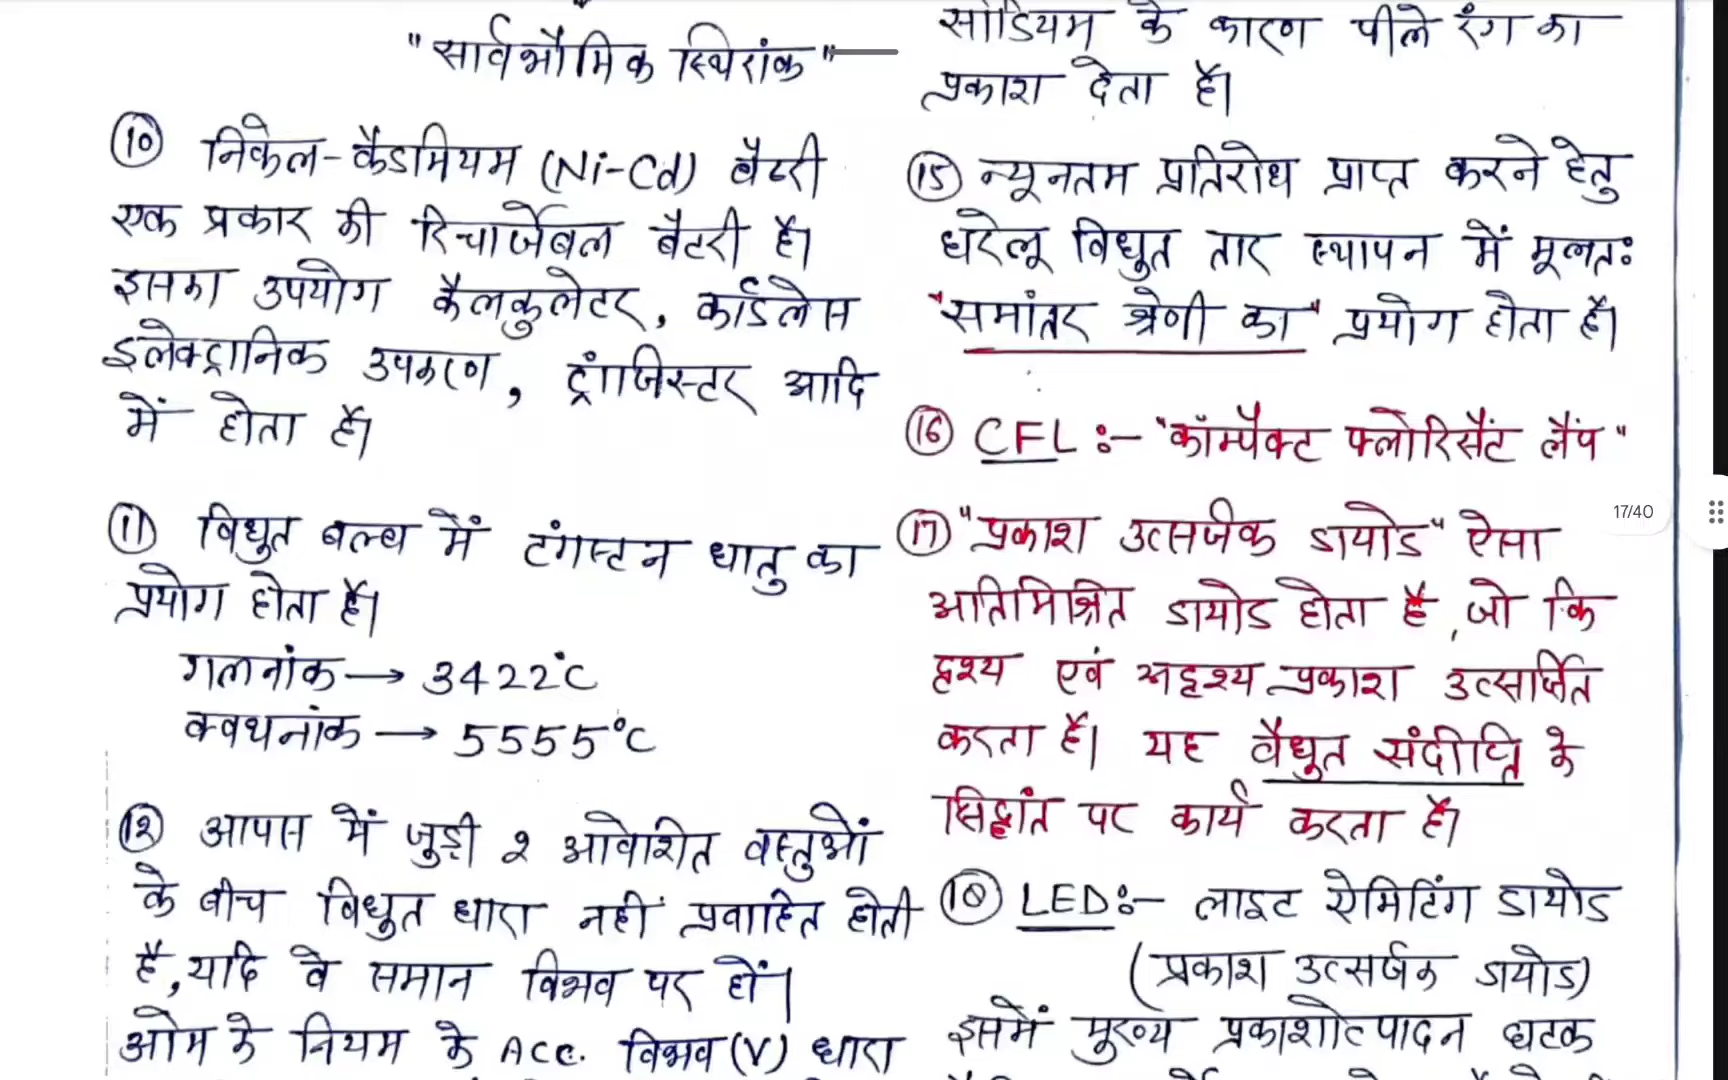 "सार्वभौमिक स्थिरांक"
⑩ निकेल-कैडमियम (Ni-Cd) बैटरी
एक प्रकार की रिचार्जेबल बैटरी है।
इसका उपयोग कैलकुलेटर, कार्डलेस
इलेक्ट्रानिक उपकरण, ट्रांजिस्टर आदि
में होता है।
⑪ विधुत बल्ब में टंगस्टन धातु का
प्रयोग होता है।
गलनांक → 3422°C
क्वथनांक → 5555°C
⑫ आपस में जुड़ी २ आवेशित वस्तुओं
के बीच विधुत धारा नहीं प्रवाहित होती
है, यदि वे समान विभव पर हों।
ओम के नियम के Acc. विभव (V) धारा
सोडियम के कारण पीले रंग का
प्रकाश देता है।
⑮ न्यूनतम प्रतिरोध प्राप्त करने हेतु
घरेलू विधुत तार स्थापन में मूलतः
"समांतर श्रेणी का" प्रयोग होता है।
⑯ CFL :- "कॉम्पैक्ट फ्लोरिसैंट लैंप"
⑰ "प्रकाश उत्सर्जक डायोड" ऐसा
अतिमिश्रित डायोड होता है, जो कि
दृश्य एवं अदृश्य प्रकाश उत्सर्जित
करता है। यह वैधुत संदीप्ति के
सिद्धांत पर कार्य करता है।
⑱ LED:- लाइट ऐमिटिंग डायोड
(प्रकाश उत्सर्जक डायोड)
इसमें मुख्य प्रकाशोत्पादन घटक
17/40